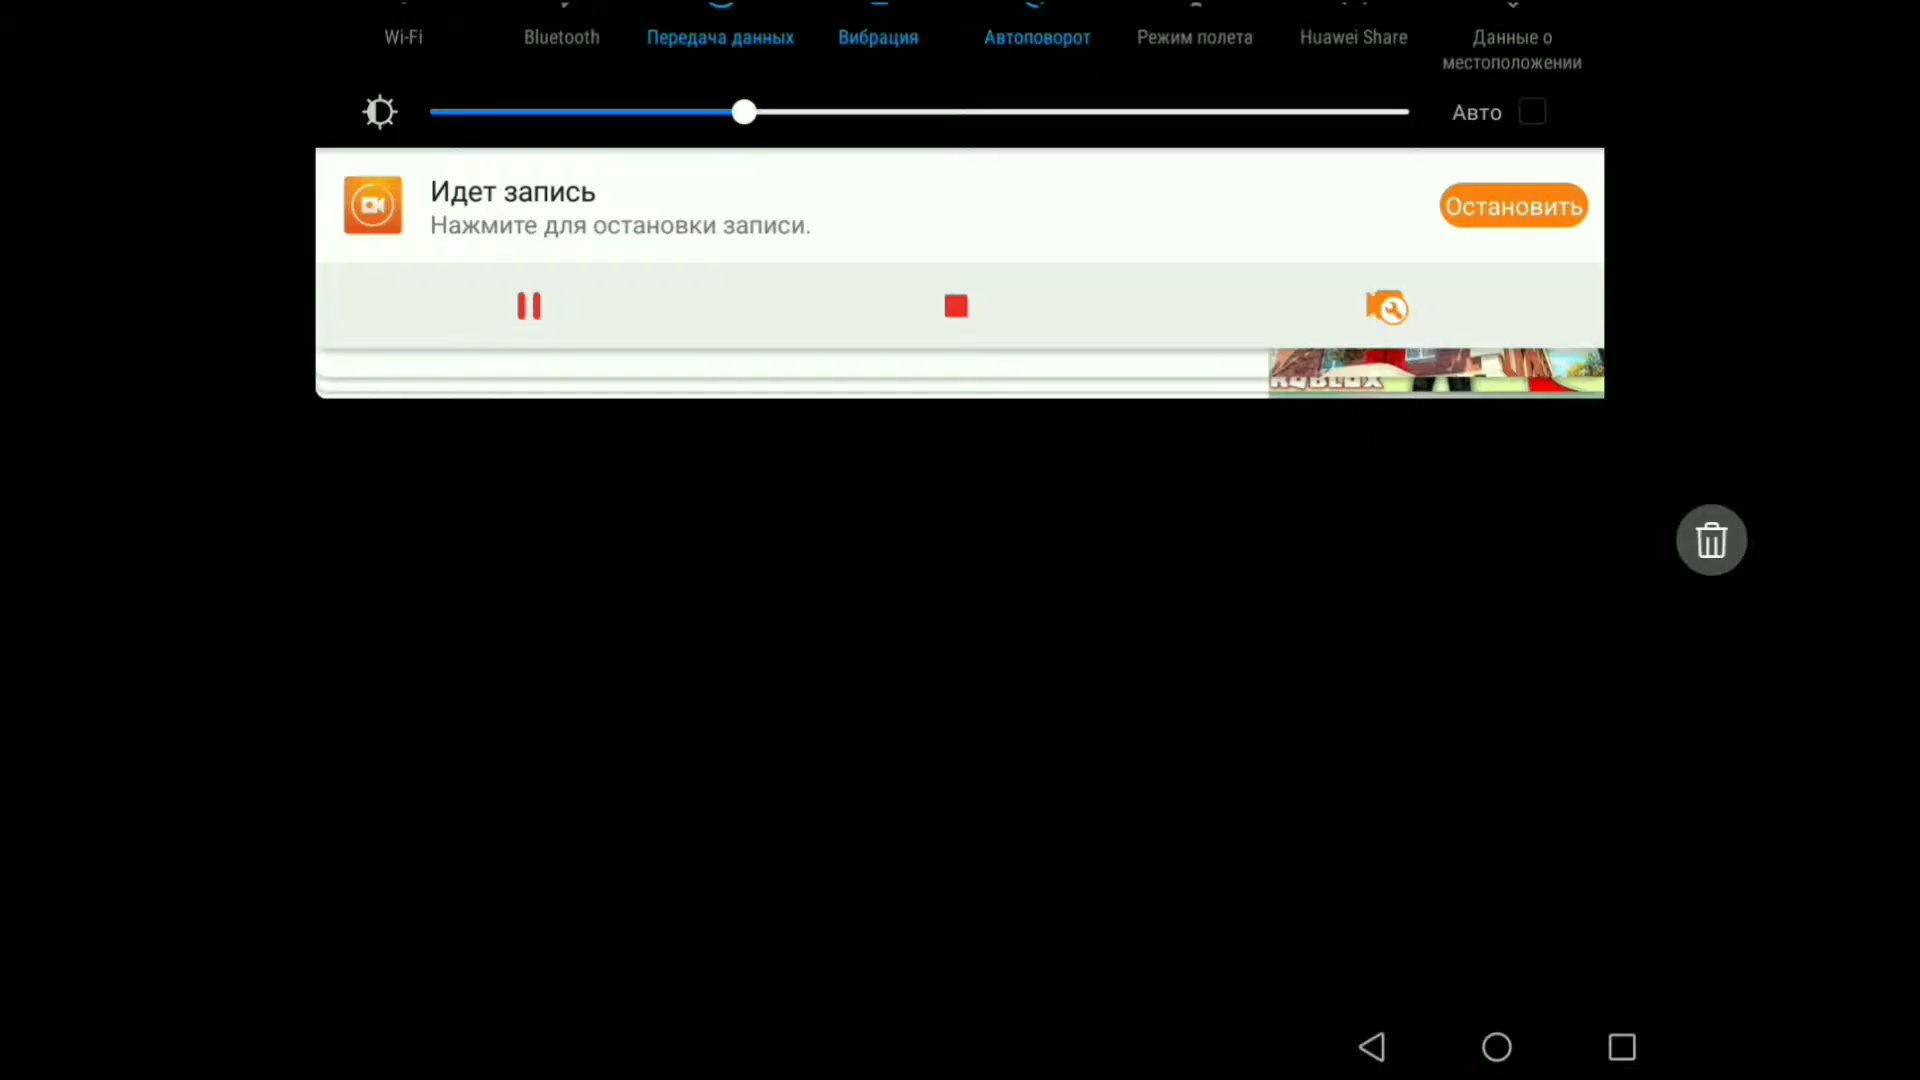 Wi-Fi
Bluetooth
Передача данных
Вибрация
Автоповорот
Режим полета
Huawei Share
Данные о
местоположении
Авто
Идет запись
Нажмите для остановки записи.
Остановить
ROBLOX